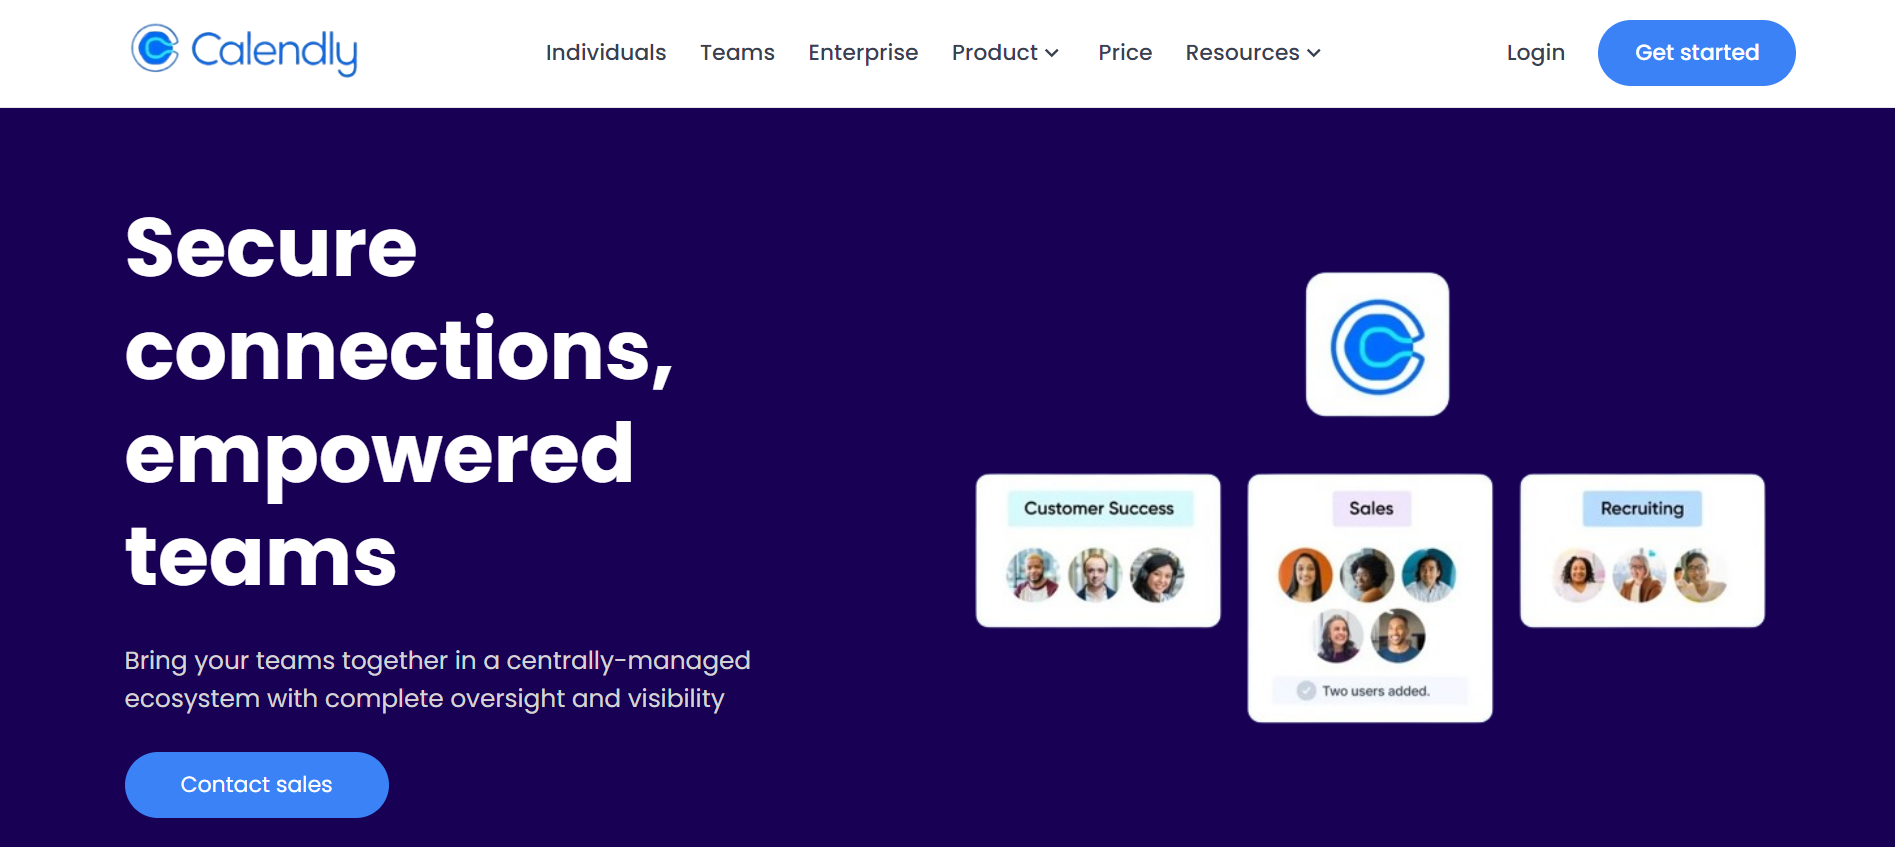 Calendly
Individuals
Teams
Enterprise
Product
Price
Resources
Login
Get started
Secure
connections,
empowered
teams
Bring your teams together in a centrally-managed
ecosystem with complete oversight and visibility
Contact sales
Customer Success
Sales
Two users added.
Recruiting